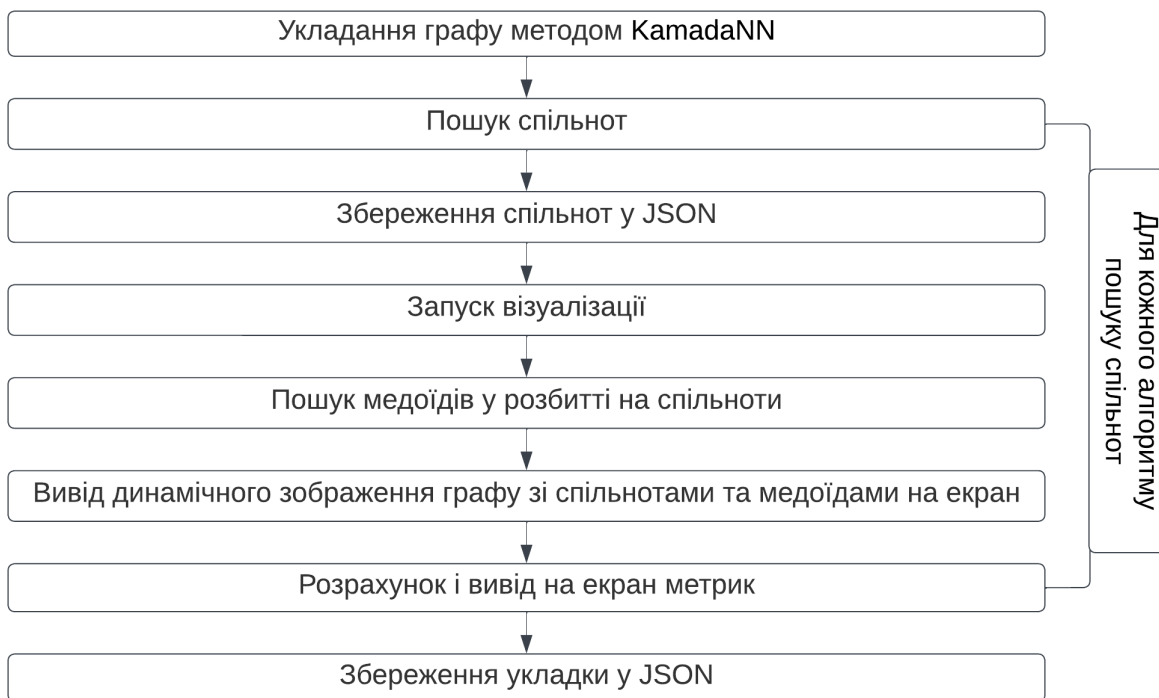 Укладання графу методом KamadaNN
Пошук спільнот
Збереження спільнот у JSON
Запуск візуалізації
Пошук медоїдів у розбитті на спільноти
Вивід динамічного зображення графу зі спільнотами та медоїдами на екран
Розрахунок і вивід на екран метрик
Збереження укладки у JSON
Для кожного алгоритму
пошуку спільнот